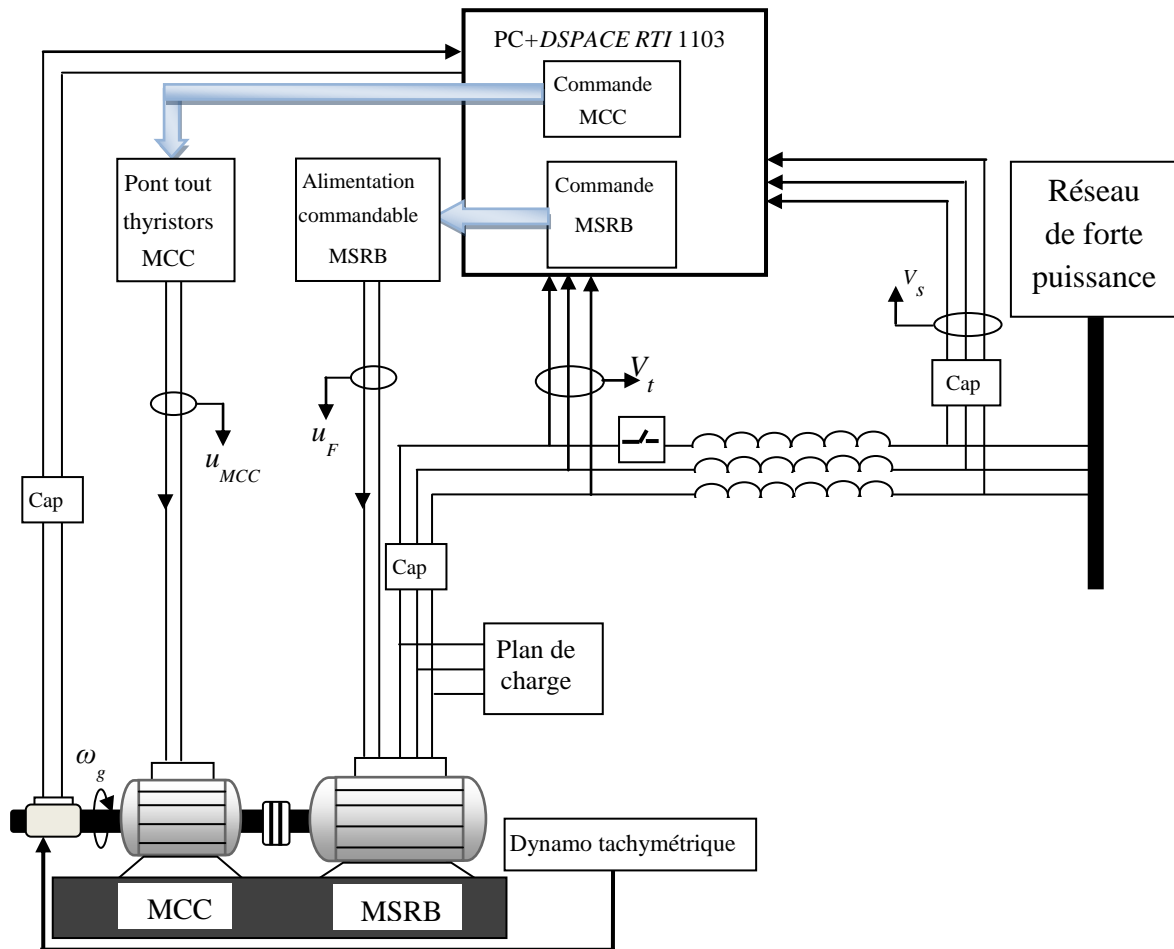 PC+DSPACE RTI 1103
Commande
MCC
Commande
MSRB
Pont tout
thyristors
MCC
Alimentation
commandable
MSRB
Réseau
de forte
puissance
V_s
V_t
Cap
u_F
u_MCC
Cap
Cap
Plan de
charge
ω_g
Dynamo tachymétrique
MCC
MSRB